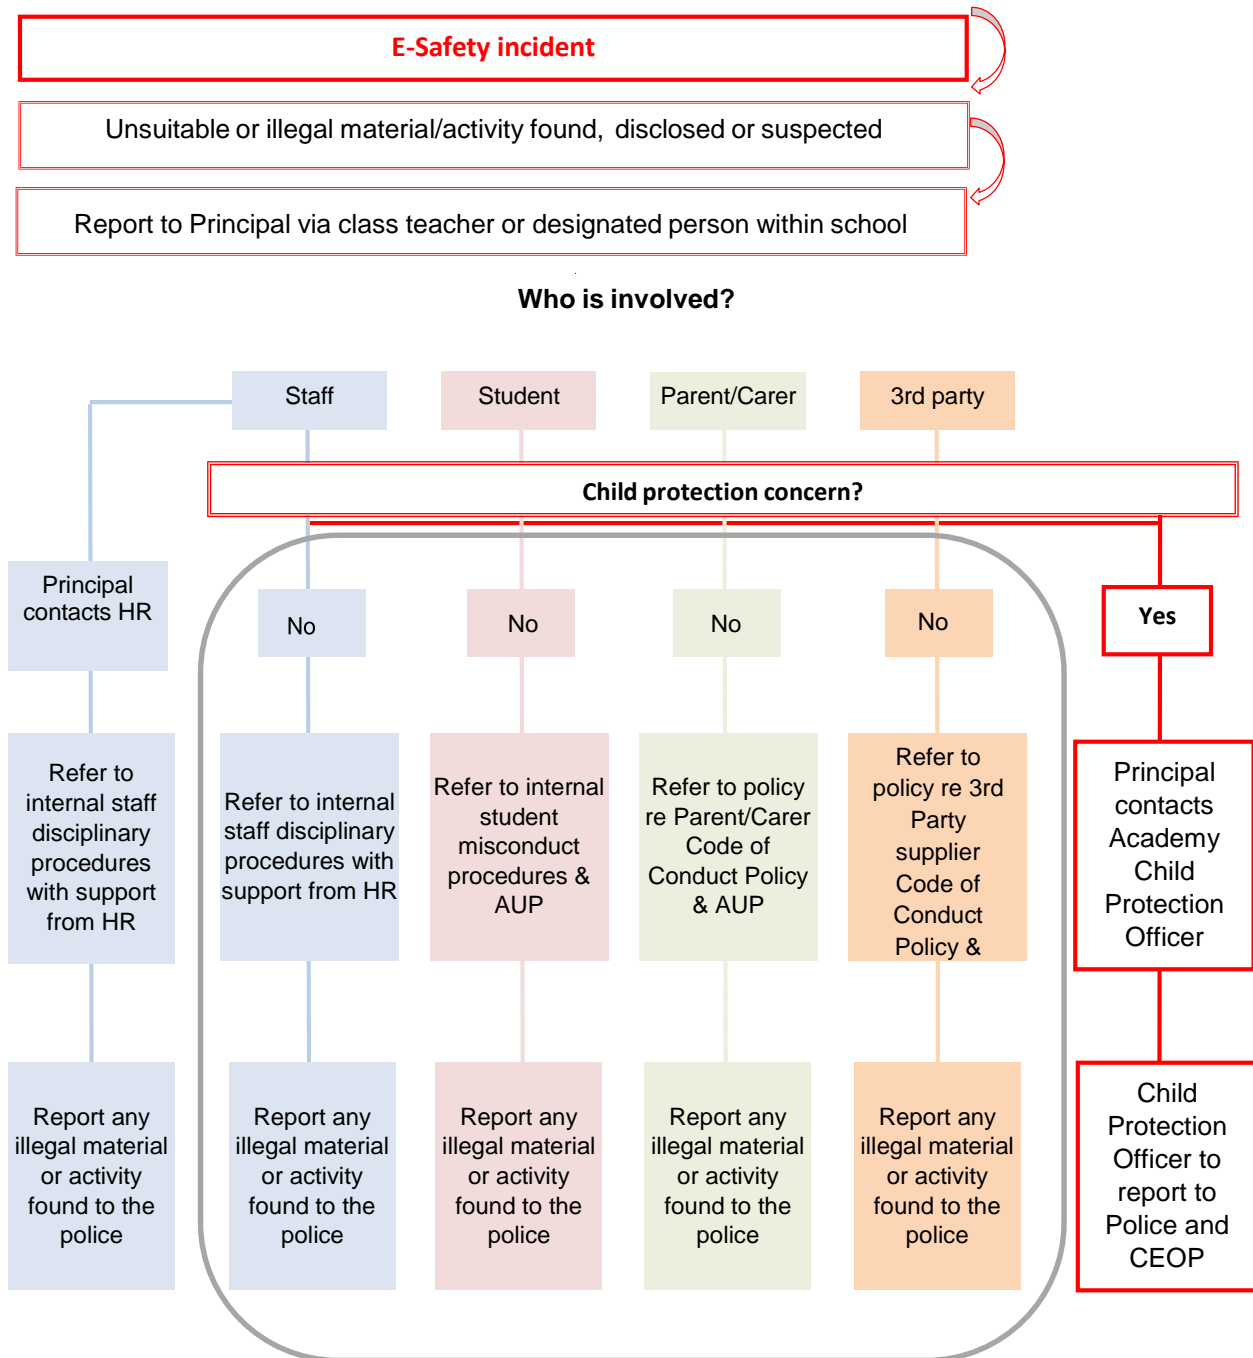 E-Safety incident
Unsuitable or illegal material/activity found, disclosed or suspected
Report to Principal via class teacher or designated person within school
Who is involved?
Staff
Student
Parent/Carer
3rd party
Child protection concern?
Principal
contacts HR
No
No
No
No
Yes
Refer to
internal staff
disciplinary
procedures
with support
from HR
Refer to internal
staff disciplinary
procedures with
support from HR
Refer to internal
student
misconduct
procedures &
AUP
Refer to policy
re Parent/Carer
Code of
Conduct Policy
& AUP
Refer to
policy re 3rd
Party
supplier
Code of
Conduct
Policy &
Principal
contacts
Academy
Child
Protection
Officer
Report any
illegal material
or activity
found to the
police
Report any
illegal material
or activity
found to the
police
Report any
illegal material
or activity
found to the
police
Report any
illegal material
or activity
found to the
police
Report any
illegal material
or activity
found to the
police
Child
Protection
Officer to
report to
Police and
CEOP